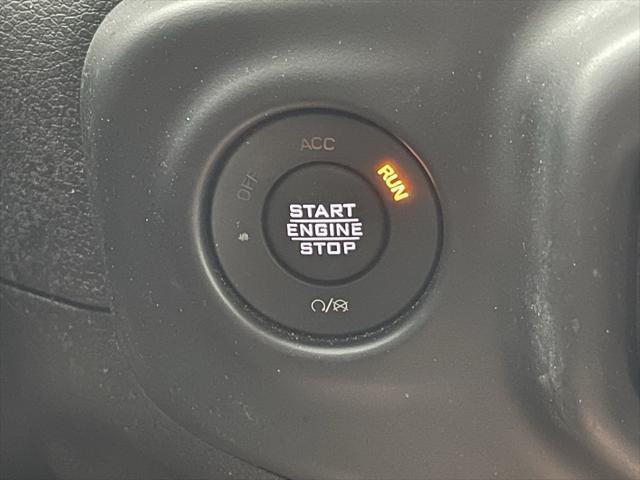 ACC
OFF
RUN
START
ENGINE
STOP